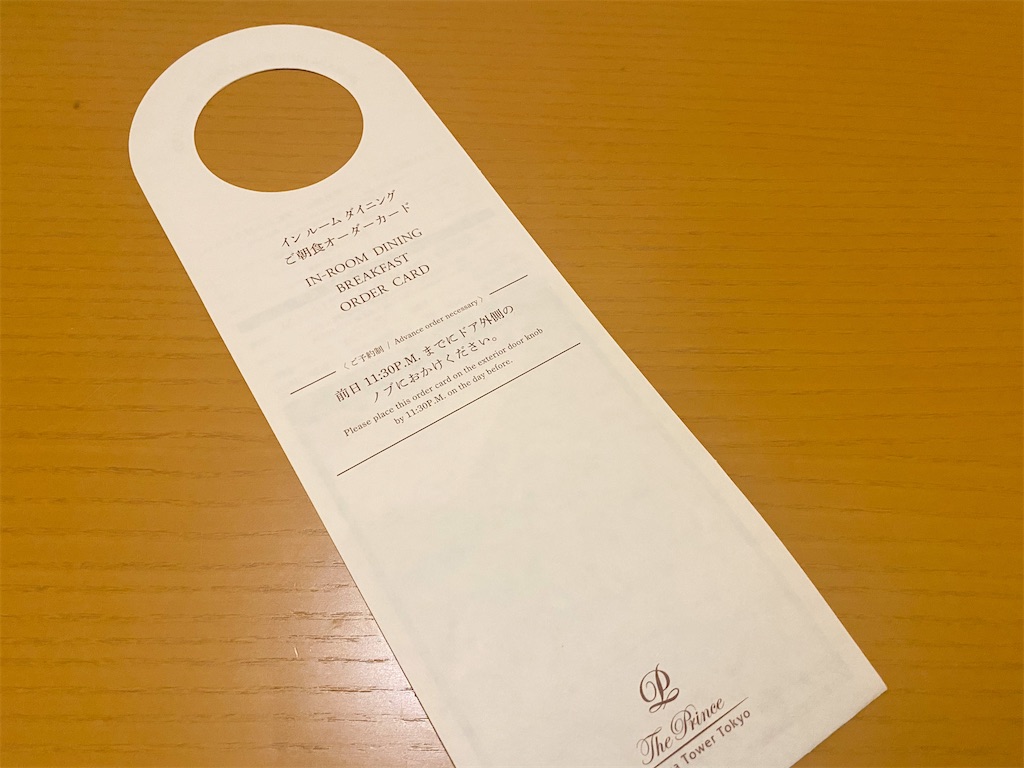 イン ルーム ダイニング
ご朝食オーダーカード
IN-ROOM DINING
BREAKFAST
ORDER CARD
〈ご予約制 / Advance order necessary〉
前日 11:30P.M. までにドア外側の
ノブにおかけください。
Please place this order card on the exterior door knob
by 11:30P.M. on the day before.
The Prince
Tower Tokyo